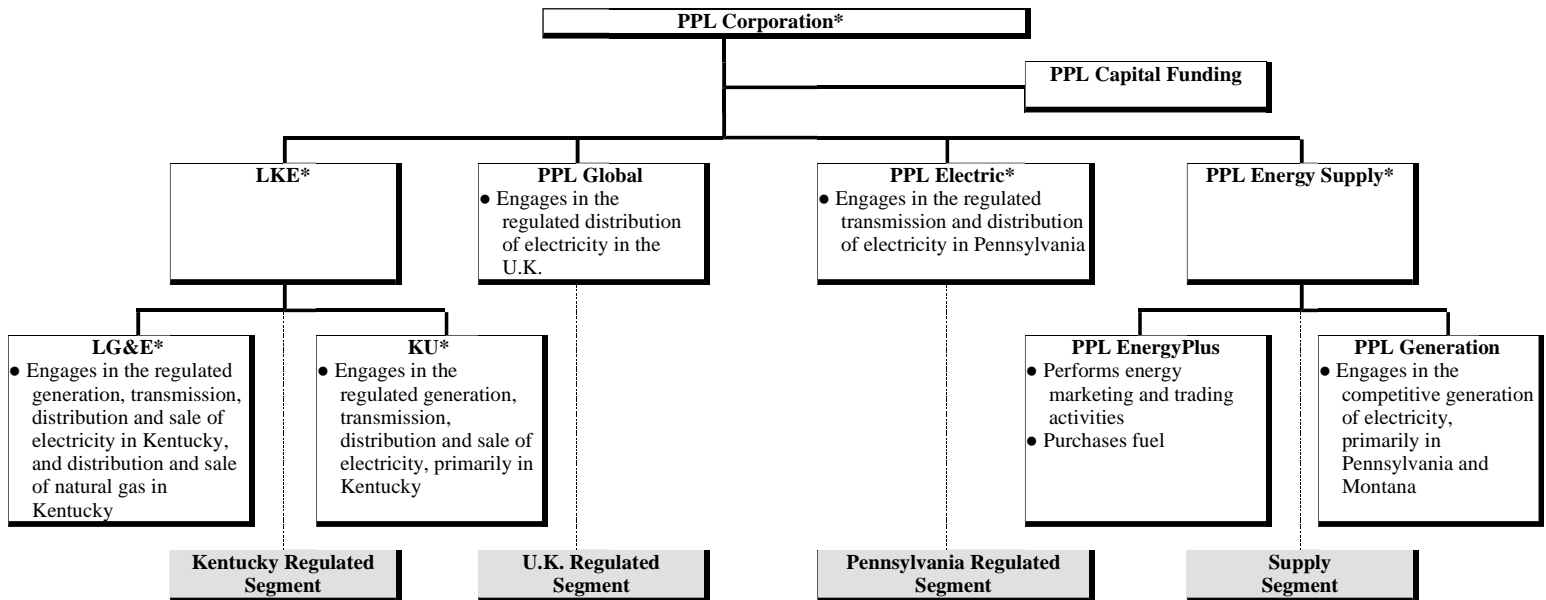 PPL Corporation*
PPL Capital Funding
LKE*
PPL Global
● Engages in the
regulated distribution
of electricity in the
U.K.
PPL Electric*
● Engages in the regulated
transmission and distribution
of electricity in Pennsylvania
PPL Energy Supply*
LG&E*
● Engages in the regulated
generation, transmission,
distribution and sale of
electricity in Kentucky,
and distribution and sale
of natural gas in
Kentucky
KU*
● Engages in the
regulated generation,
transmission,
distribution and sale of
electricity, primarily in
Kentucky
PPL EnergyPlus
● Performs energy
marketing and trading
activities
● Purchases fuel
PPL Generation
● Engages in the
competitive generation
of electricity,
primarily in
Pennsylvania and
Montana
Kentucky Regulated
Segment
U.K. Regulated
Segment
Pennsylvania Regulated
Segment
Supply
Segment